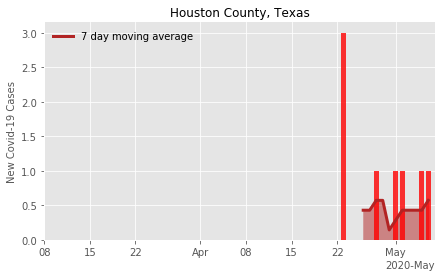 Houston County, Texas
7 day moving average
New Covid-19 Cases
3.0
2.5
2.0
1.5
1.0
0.5
0.0
08 15 22 Apr 08 15 22 May
2020-May